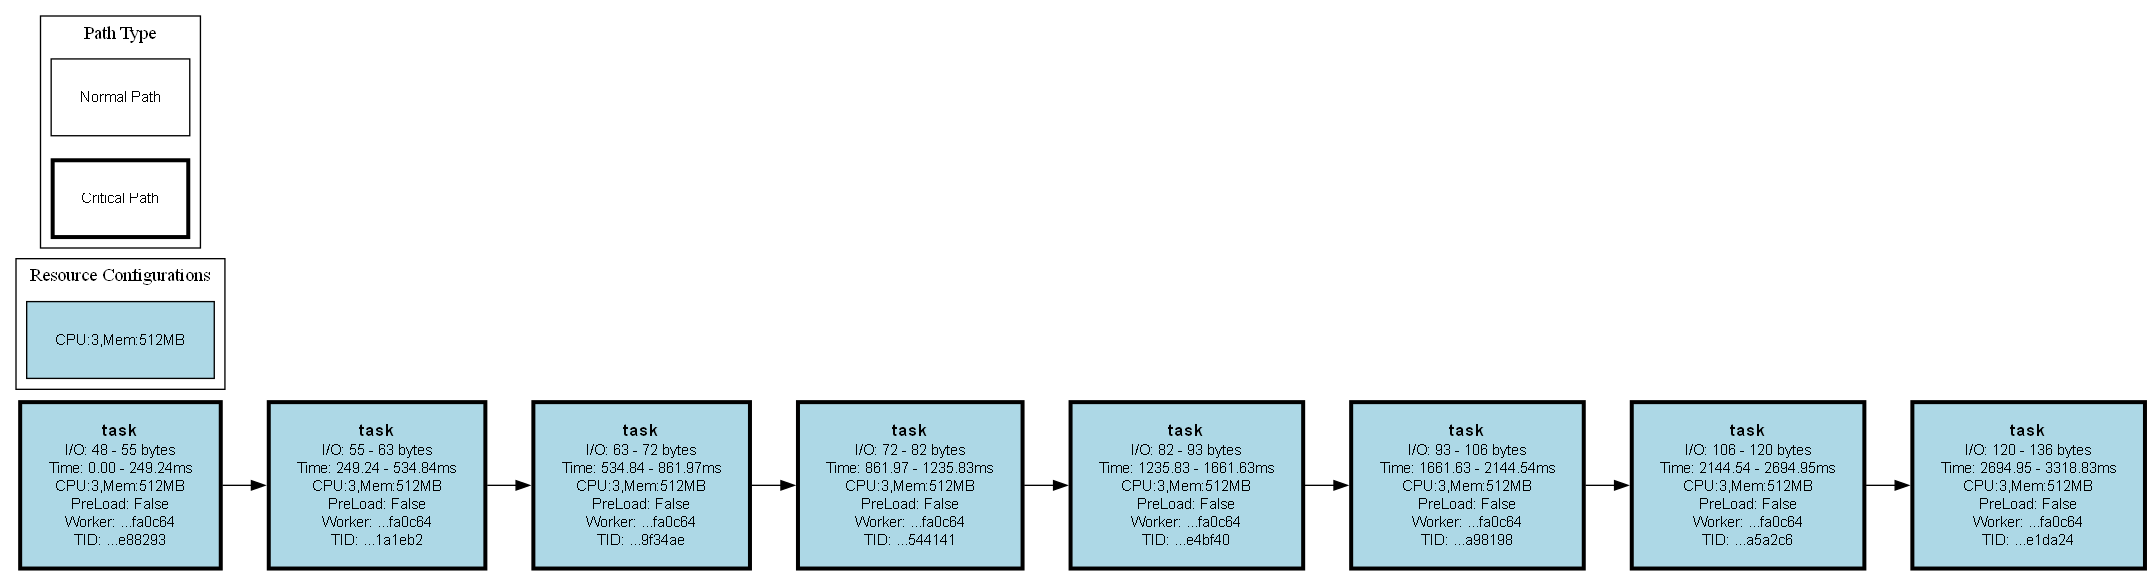 Path Type
Normal Path
Critical Path
Resource Configurations
CPU:3,Mem:512MB
task
I/O: 48 - 55 bytes
Time: 0.00 - 249.24ms
CPU:3,Mem:512MB
PreLoad: False
Worker: ...fa0c64
TID: ...e88293
task
I/O: 55 - 63 bytes
Time: 249.24 - 534.84ms
CPU:3,Mem:512MB
PreLoad: False
Worker: ...fa0c64
TID: ...1a1eb2
task
I/O: 63 - 72 bytes
Time: 534.84 - 861.97ms
CPU:3,Mem:512MB
PreLoad: False
Worker: ...fa0c64
TID: ...9f34ae
task
I/O: 72 - 82 bytes
Time: 861.97 - 1235.83ms
CPU:3,Mem:512MB
PreLoad: False
Worker: ...fa0c64
TID: ...544141
task
I/O: 82 - 93 bytes
Time: 1235.83 - 1661.63ms
CPU:3,Mem:512MB
PreLoad: False
Worker: ...fa0c64
TID: ...e4bf40
task
I/O: 93 - 106 bytes
Time: 1661.63 - 2144.54ms
CPU:3,Mem:512MB
PreLoad: False
Worker: ...fa0c64
TID: ...a98198
task
I/O: 106 - 120 bytes
Time: 2144.54 - 2694.95ms
CPU:3,Mem:512MB
PreLoad: False
Worker: ...fa0c64
TID: ...a5a2c6
task
I/O: 120 - 136 bytes
Time: 2694.95 - 3318.83ms
CPU:3,Mem:512MB
PreLoad: False
Worker: ...fa0c64
TID: ...e1da24